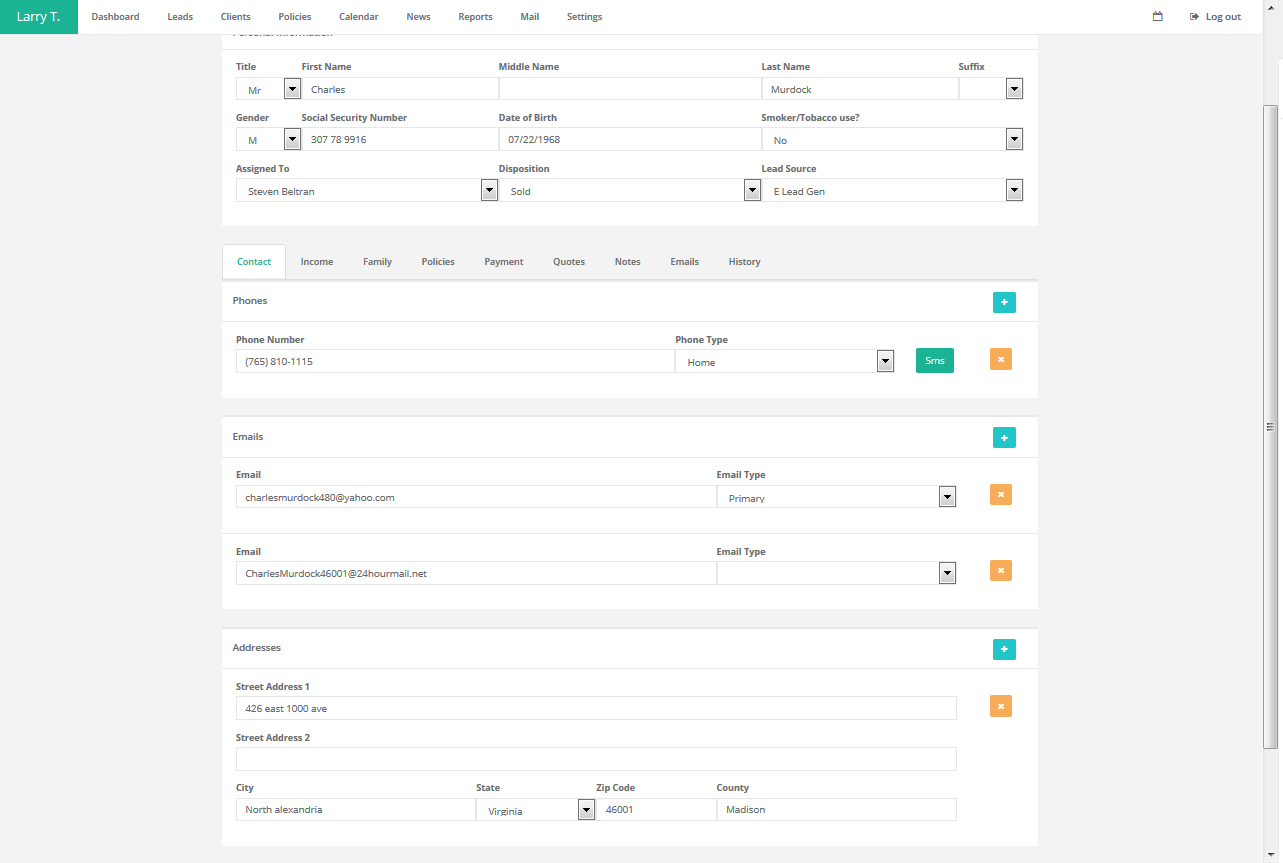 Larry T. Dashboard Leads Clients Policies Calendar News Reports Mail Settings Log out
Personal Information
Title First Name Middle Name Last Name Suffix
Mr Charles Murdock
Gender Social Security Number Date of Birth Smoker/Tobacco use?
M 307 78 9916 07/22/1968 No
Assigned To Disposition Lead Source
Steven Beltran Sold E Lead Gen
Contact Income Family Policies Payment Quotes Notes Emails History
Phones
Phone Number Phone Type
(765) 810-1115 Home Sms
Emails
Email Email Type
charlesmurdock480@yahoo.com Primary
Email Email Type
CharlesMurdock46001@24hourmail.net
Addresses
Street Address 1
426 east 1000 ave
Street Address 2
City State Zip Code County
North alexandria Virginia 46001 Madison